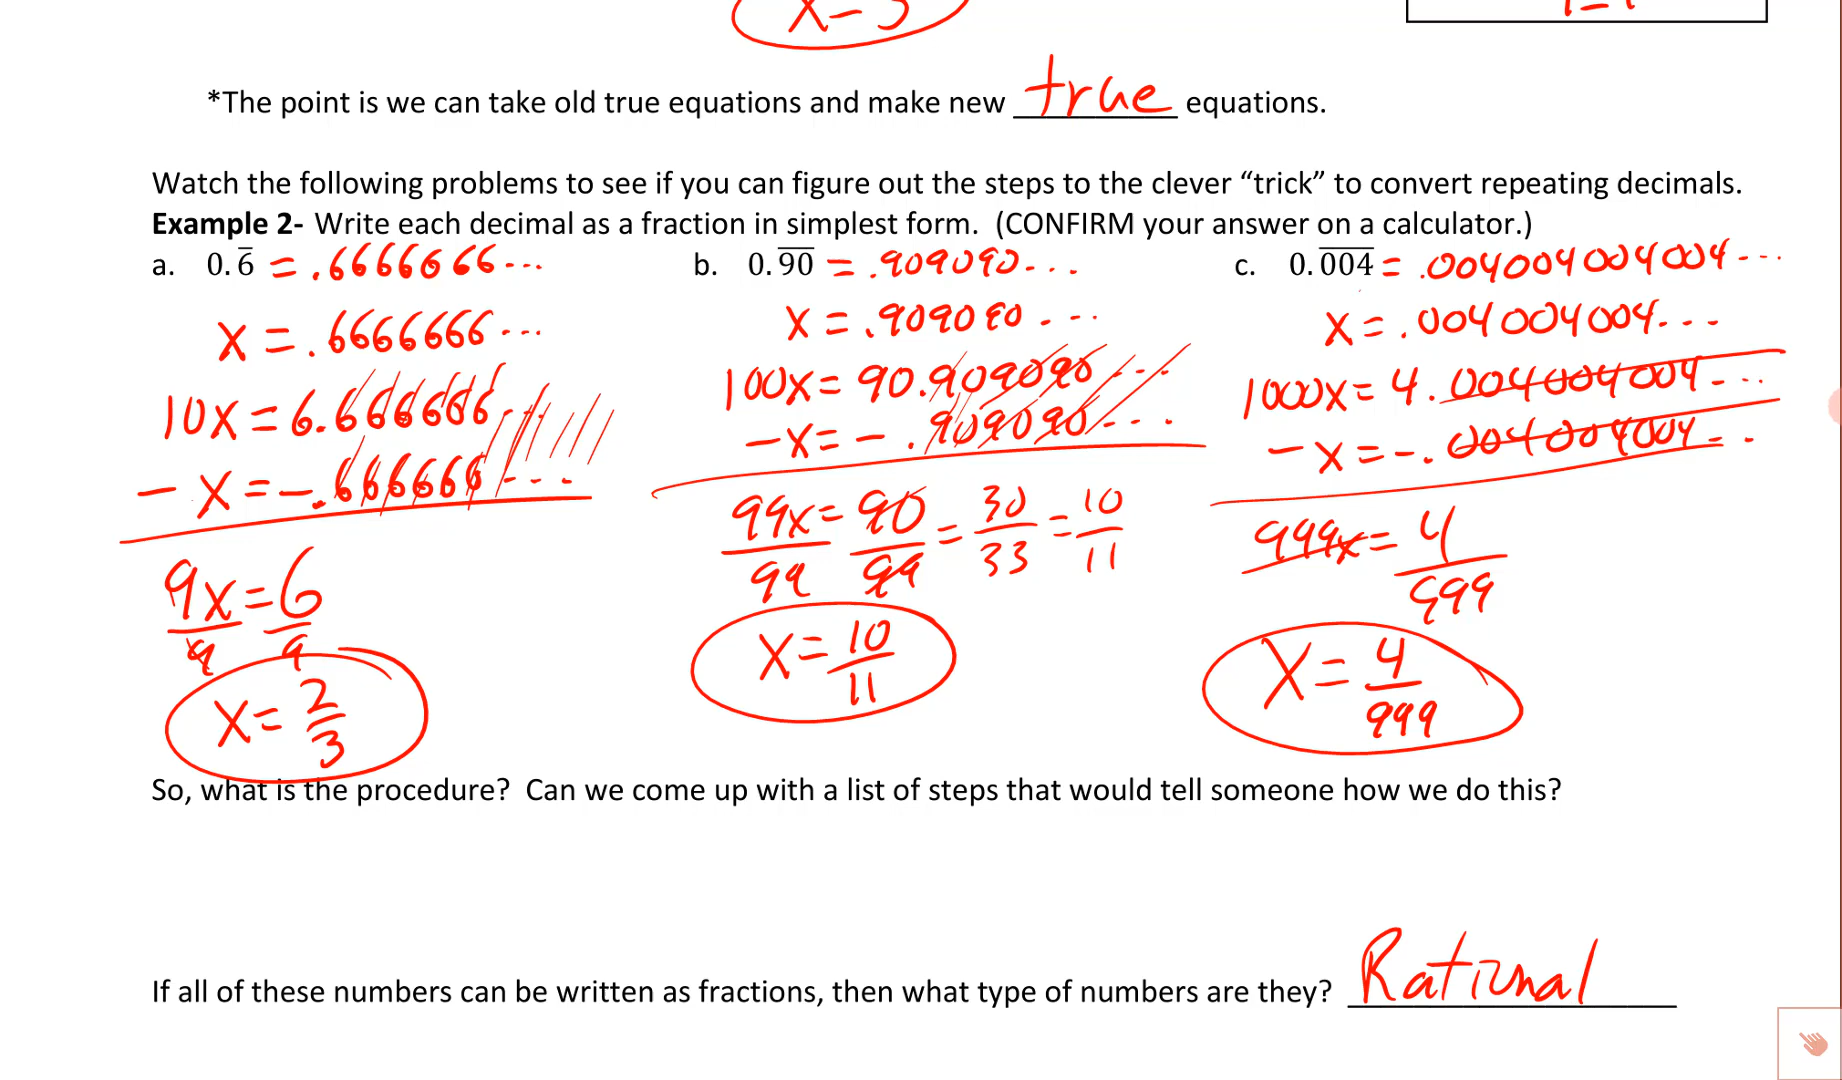 x = 3
*The point is we can take old true equations and make new true equations.
Watch the following problems to see if you can figure out the steps to the clever “trick” to convert repeating decimals.
Example 2- Write each decimal as a fraction in simplest form. (CONFIRM your answer on a calculator.)
a. 0.6̅ = .6666666...
x = .6666666...
10x = 6.666666...
- x = -.666666...
9x = 6
9 9
x = 2/3
b. 0.9̅0̅ = .909090...
x = .909090...
100x = 90.909090...
- x = - .909090...
99x = 90 = 30 = 10
99 99 33 11
x = 10/11
c. 0.0̅0̅4̅ = .004004004004...
x = .004004004...
1000x = 4.004004004...
- x = -.004004004...
999x = 4
999
x = 4/999
So, what is the procedure? Can we come up with a list of steps that would tell someone how we do this?
If all of these numbers can be written as fractions, then what type of numbers are they? Rational